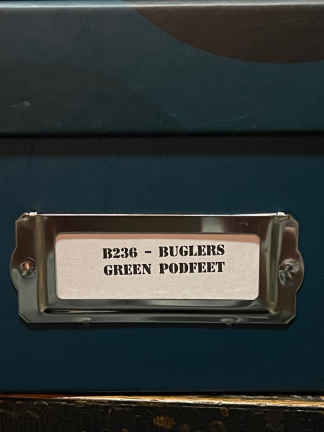 B236 - BUGLERS
GREEN PODFEET